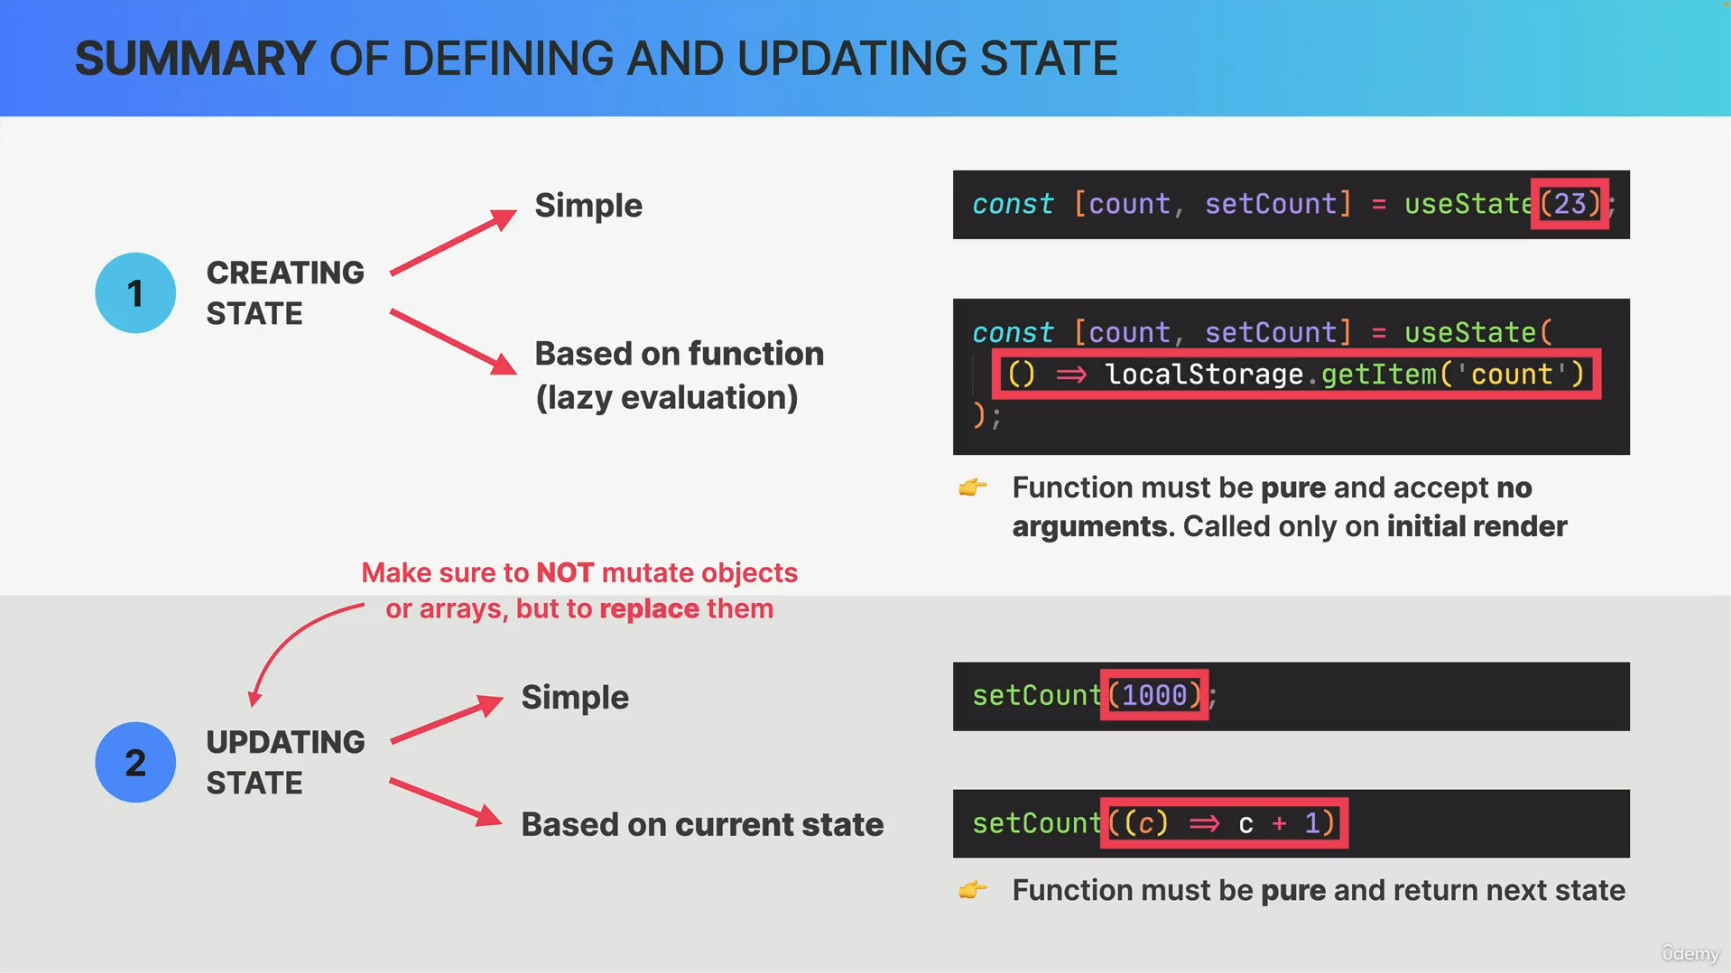 SUMMARY OF DEFINING AND UPDATING STATE
1
CREATING
STATE
Simple
const [count, setCount] = useState(23);
Based on function
(lazy evaluation)
const [count, setCount] = useState(
() => localStorage.getItem('count')
);
👉 Function must be pure and accept no
arguments. Called only on initial render
Make sure to NOT mutate objects
or arrays, but to replace them
2
UPDATING
STATE
Simple
setCount(1000);
Based on current state
setCount((c) => c + 1)
👉 Function must be pure and return next state
ûdemy